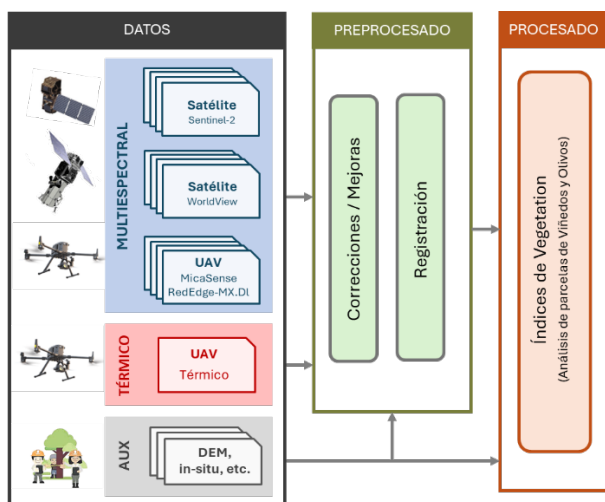 DATOS
MULTIESPECTRAL
Satélite
Sentinel-2
Satélite
WorldView
UAV
MicaSense
RedEdge-MX.Dl
TÉRMICO
UAV
Térmico
AUX
DEM,
in-situ, etc.
PREPROCESADO
Correcciones / Mejoras
Registración
PROCESADO
Índices de Vegetation
(Análisis de parcelas de Viñedos y Olivos)